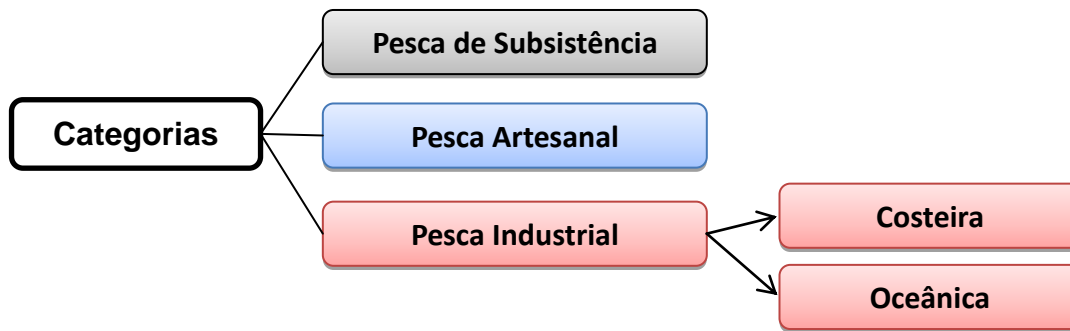 Categorias
Pesca de Subsistência
Pesca Artesanal
Pesca Industrial
Costeira
Oceânica